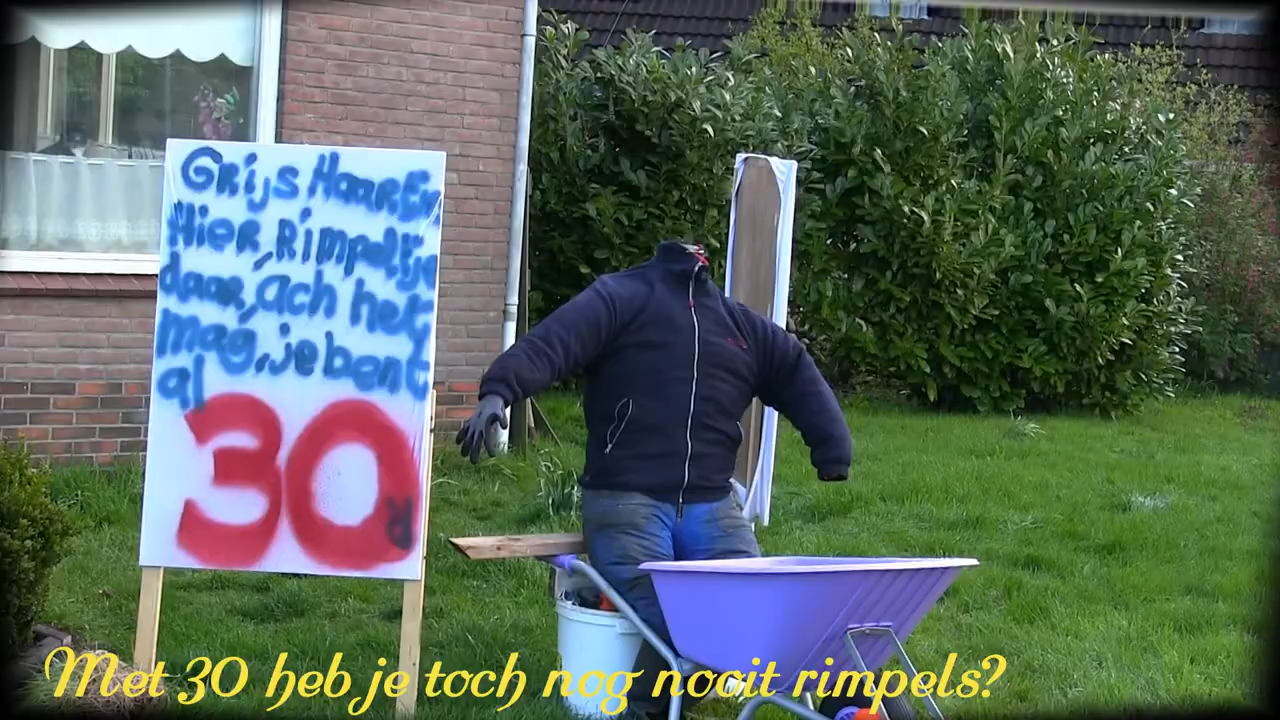 Grijs HaarEn
Hier, Rimpeltje
daar, ach het
mag, je bent
al
30
Met 30 heb je toch nog nooit rimpels?